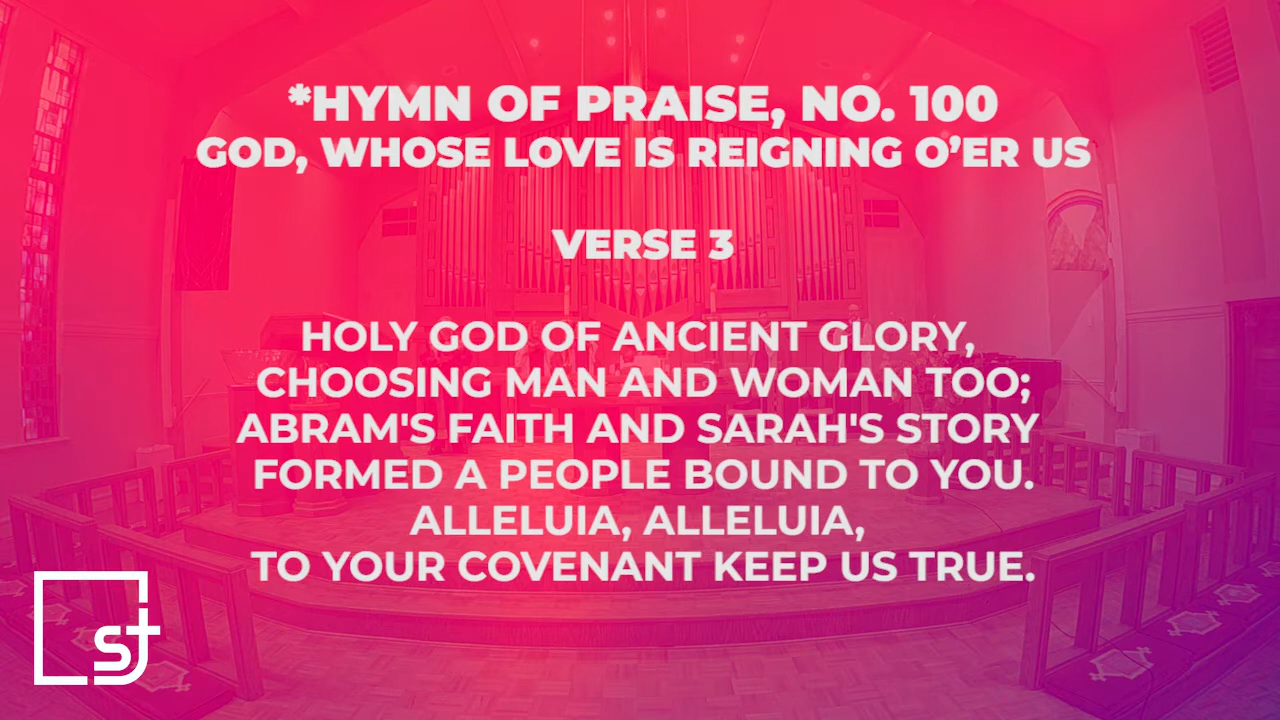 *HYMN OF PRAISE, NO. 100
GOD, WHOSE LOVE IS REIGNING O’ER US
VERSE 3
HOLY GOD OF ANCIENT GLORY,
CHOOSING MAN AND WOMAN TOO;
ABRAM'S FAITH AND SARAH'S STORY
FORMED A PEOPLE BOUND TO YOU.
ALLELUIA, ALLELUIA,
TO YOUR COVENANT KEEP US TRUE.
st